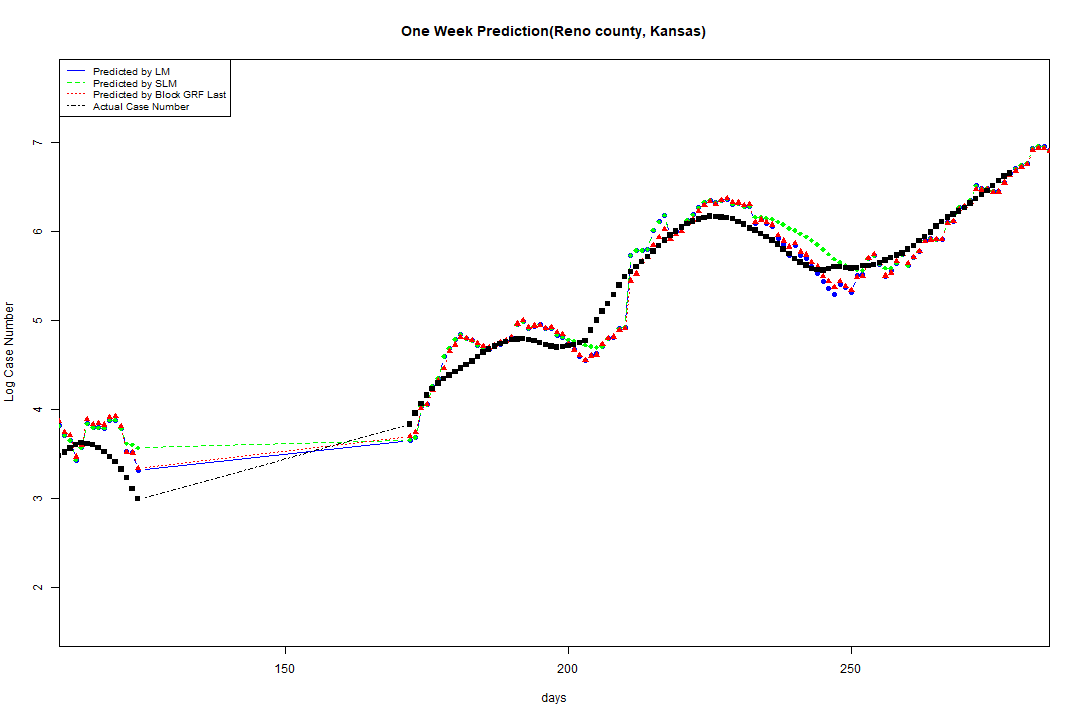 One Week Prediction(Reno county, Kansas)
Predicted by LM
Predicted by SLM
Predicted by Block GRF Last
Actual Case Number
Log Case Number
7
6
5
4
3
2
150 200 250
days